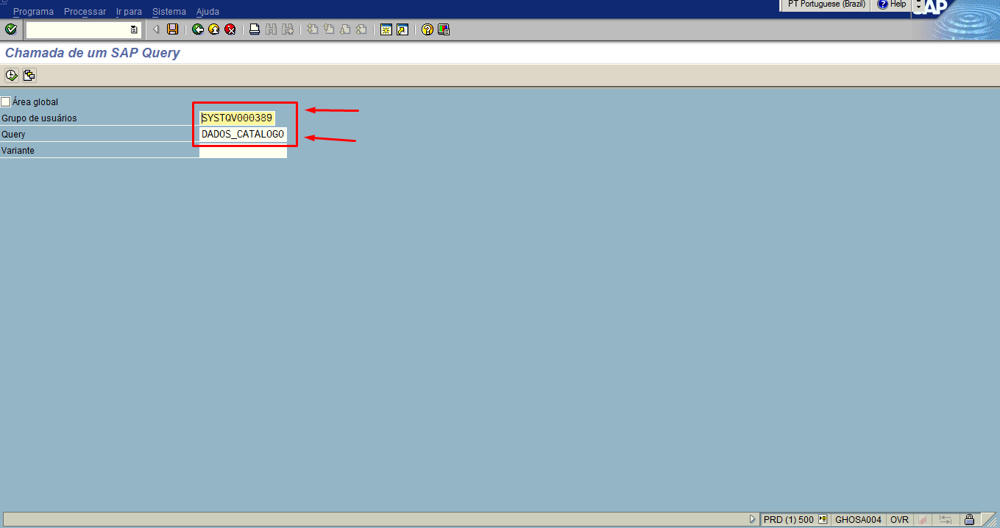 PT Portuguese (Brazil) Help
Programa Processar Ir para Sistema Ajuda
SAP
Chamada de um SAP Query
Área global
Grupo de usuários SYSTQV000389
Query DADOS_CATALOGO
Variante
PRD (1) 500 GHOSA004 OVR